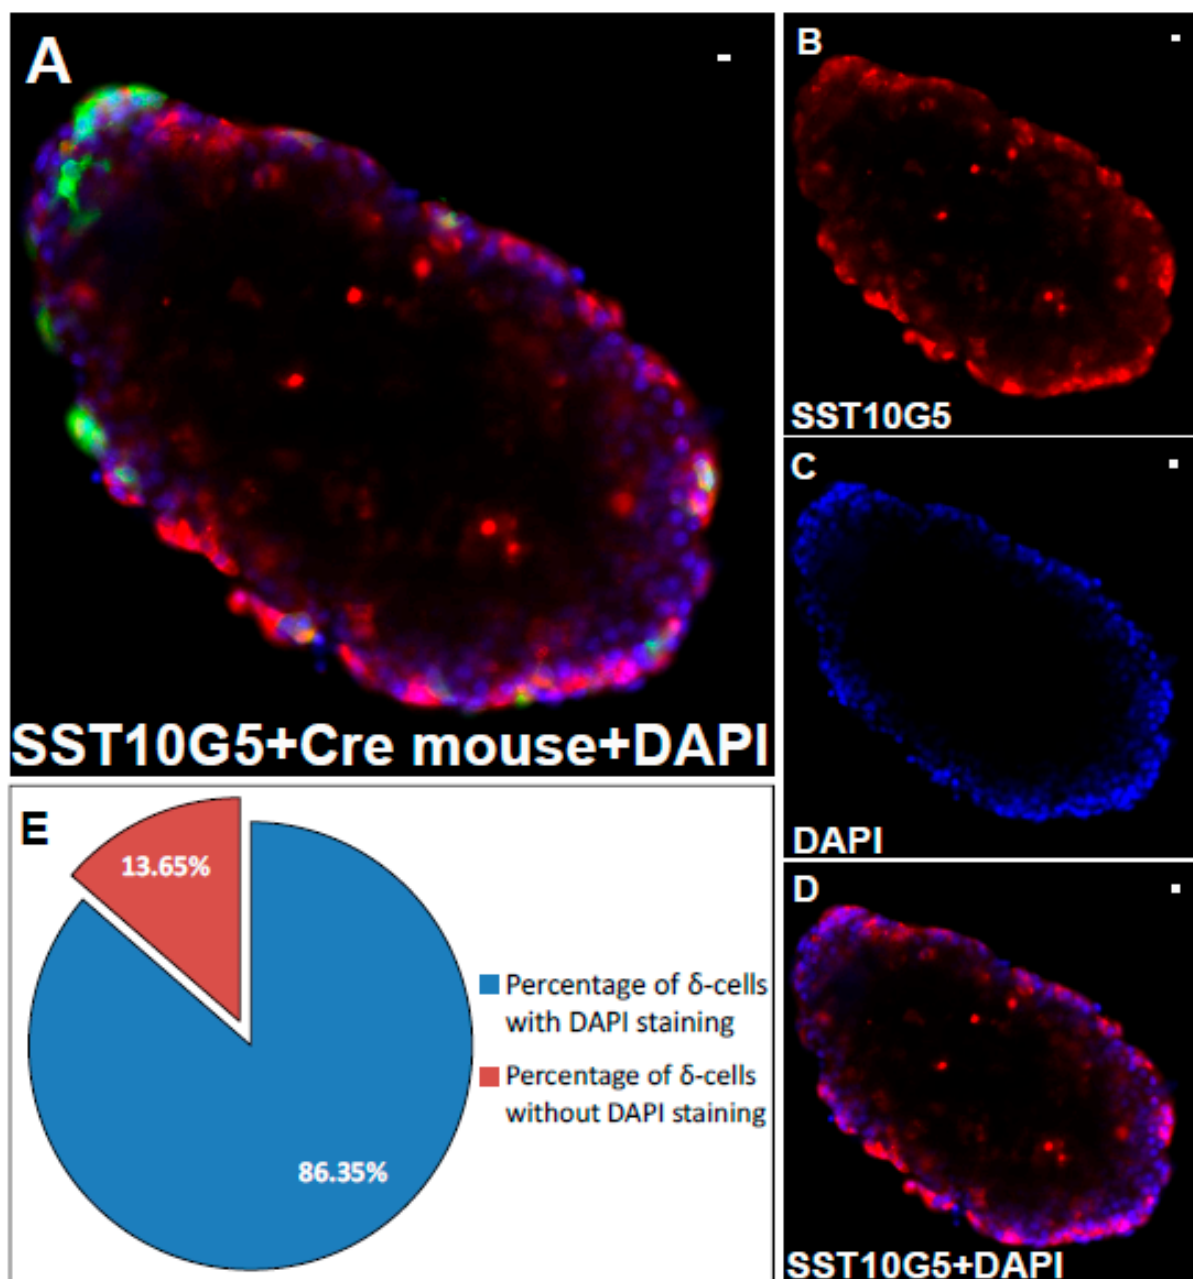 A
SST10G5+Cre mouse+DAPI
B
SST10G5
C
DAPI
D
SST10G5+DAPI
E
13.65%
86.35%
Percentage of δ-cells
with DAPI staining
Percentage of δ-cells
without DAPI staining